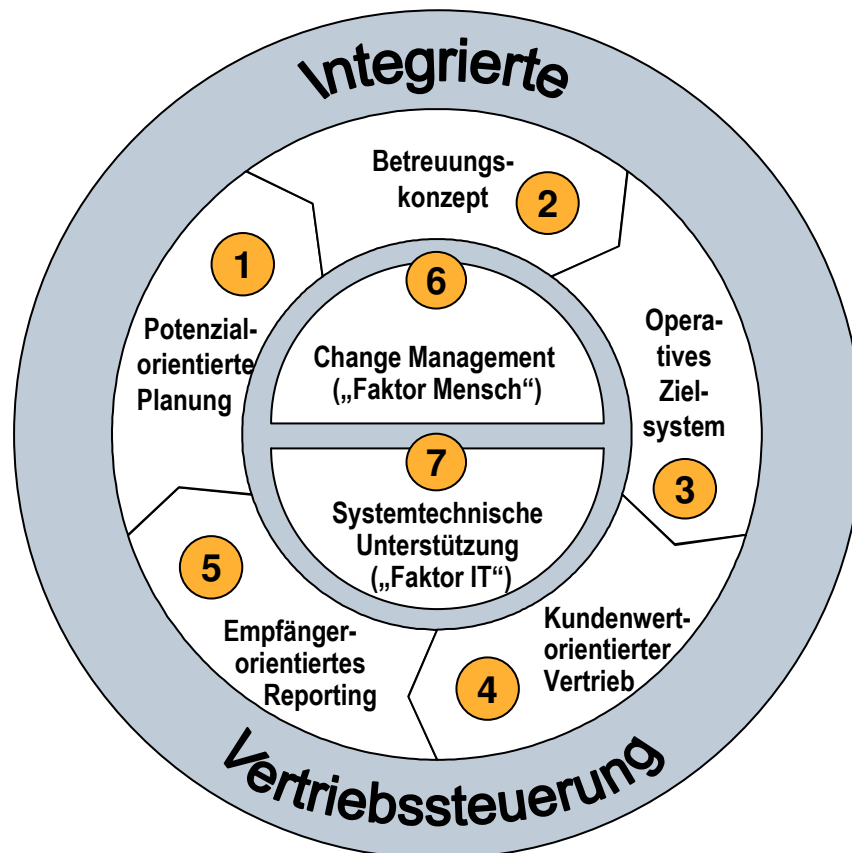 Integrierte
Betreuungs-
konzept
2
1
Potenzial-
orientierte
Planung
6
Change Management
(„Faktor Mensch“)
Opera-
tives
Ziel-
system
3
7
Systemtechnische
Unterstützung
(„Faktor IT“)
5
Empfänger-
orientiertes
Reporting
Kundenwert-
orientierter
Vertrieb
4
Vertriebssteuerung